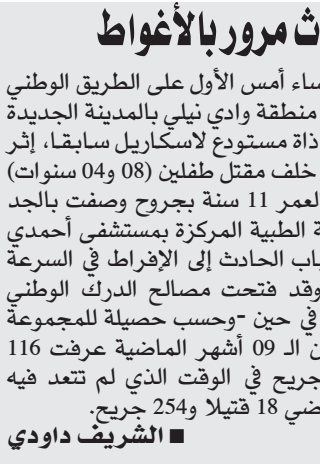 ث مرور بالأغواط
ساء أمس الأول على الطريق الوطني
منطقة وادي نيلي بالمدينة الجديدة
ذاة مستودع لاسكاريل سابقا، إثر
خلف مقتل طفلين (08 و04 سنوات)
لعمر 11 سنة بجروح وصفت بالجد
ة الطبية المركزة بمستشفى أحمدي
باب الحادث إلى الإفراط في السرعة
وقد فتحت مصالح الدرك الوطني
في حين -وحسب حصيلة للمجموعة
ن الـ 09 أشهر الماضية عرفت 116
جريح في الوقت الذي لم تتعد فيه
ضي 18 قتيلا و254 جريح.
■ الشريف داودي